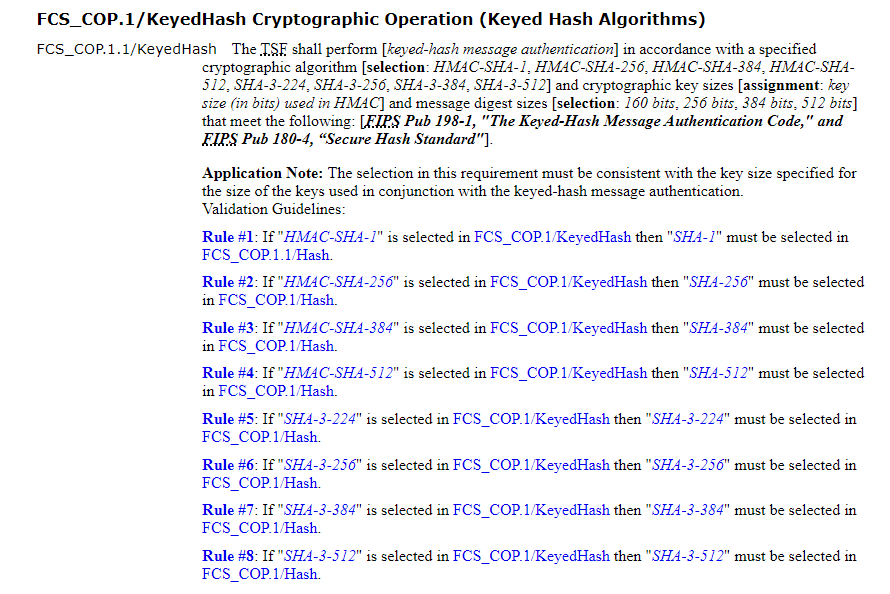 FCS_COP.1/KeyedHash Cryptographic Operation (Keyed Hash Algorithms)
FCS_COP.1.1/KeyedHash The TSF shall perform [keyed-hash message authentication] in accordance with a specified
cryptographic algorithm [selection: HMAC-SHA-1, HMAC-SHA-256, HMAC-SHA-384, HMAC-SHA-
512, SHA-3-224, SHA-3-256, SHA-3-384, SHA-3-512] and cryptographic key sizes [assignment: key
size (in bits) used in HMAC] and message digest sizes [selection: 160 bits, 256 bits, 384 bits, 512 bits]
that meet the following: [FIPS Pub 198-1, "The Keyed-Hash Message Authentication Code," and
FIPS Pub 180-4, “Secure Hash Standard"].
Application Note: The selection in this requirement must be consistent with the key size specified for
the size of the keys used in conjunction with the keyed-hash message authentication.
Validation Guidelines:
Rule #1: If "HMAC-SHA-1" is selected in FCS_COP.1/KeyedHash then "SHA-1" must be selected in
FCS_COP.1.1/Hash.
Rule #2: If "HMAC-SHA-256" is selected in FCS_COP.1/KeyedHash then "SHA-256" must be selected
in FCS_COP.1/Hash.
Rule #3: If "HMAC-SHA-384" is selected in FCS_COP.1/KeyedHash then "SHA-384" must be selected
in FCS_COP.1/Hash.
Rule #4: If "HMAC-SHA-512" is selected in FCS_COP.1/KeyedHash then "SHA-512" must be selected
in FCS_COP.1/Hash.
Rule #5: If "SHA-3-224" is selected in FCS_COP.1/KeyedHash then "SHA-3-224" must be selected in
FCS_COP.1/Hash.
Rule #6: If "SHA-3-256" is selected in FCS_COP.1/KeyedHash then "SHA-3-256" must be selected in
FCS_COP.1/Hash.
Rule #7: If "SHA-3-384" is selected in FCS_COP.1/KeyedHash then "SHA-3-384" must be selected in
FCS_COP.1/Hash.
Rule #8: If "SHA-3-512" is selected in FCS_COP.1/KeyedHash then "SHA-3-512" must be selected in
FCS_COP.1/Hash.